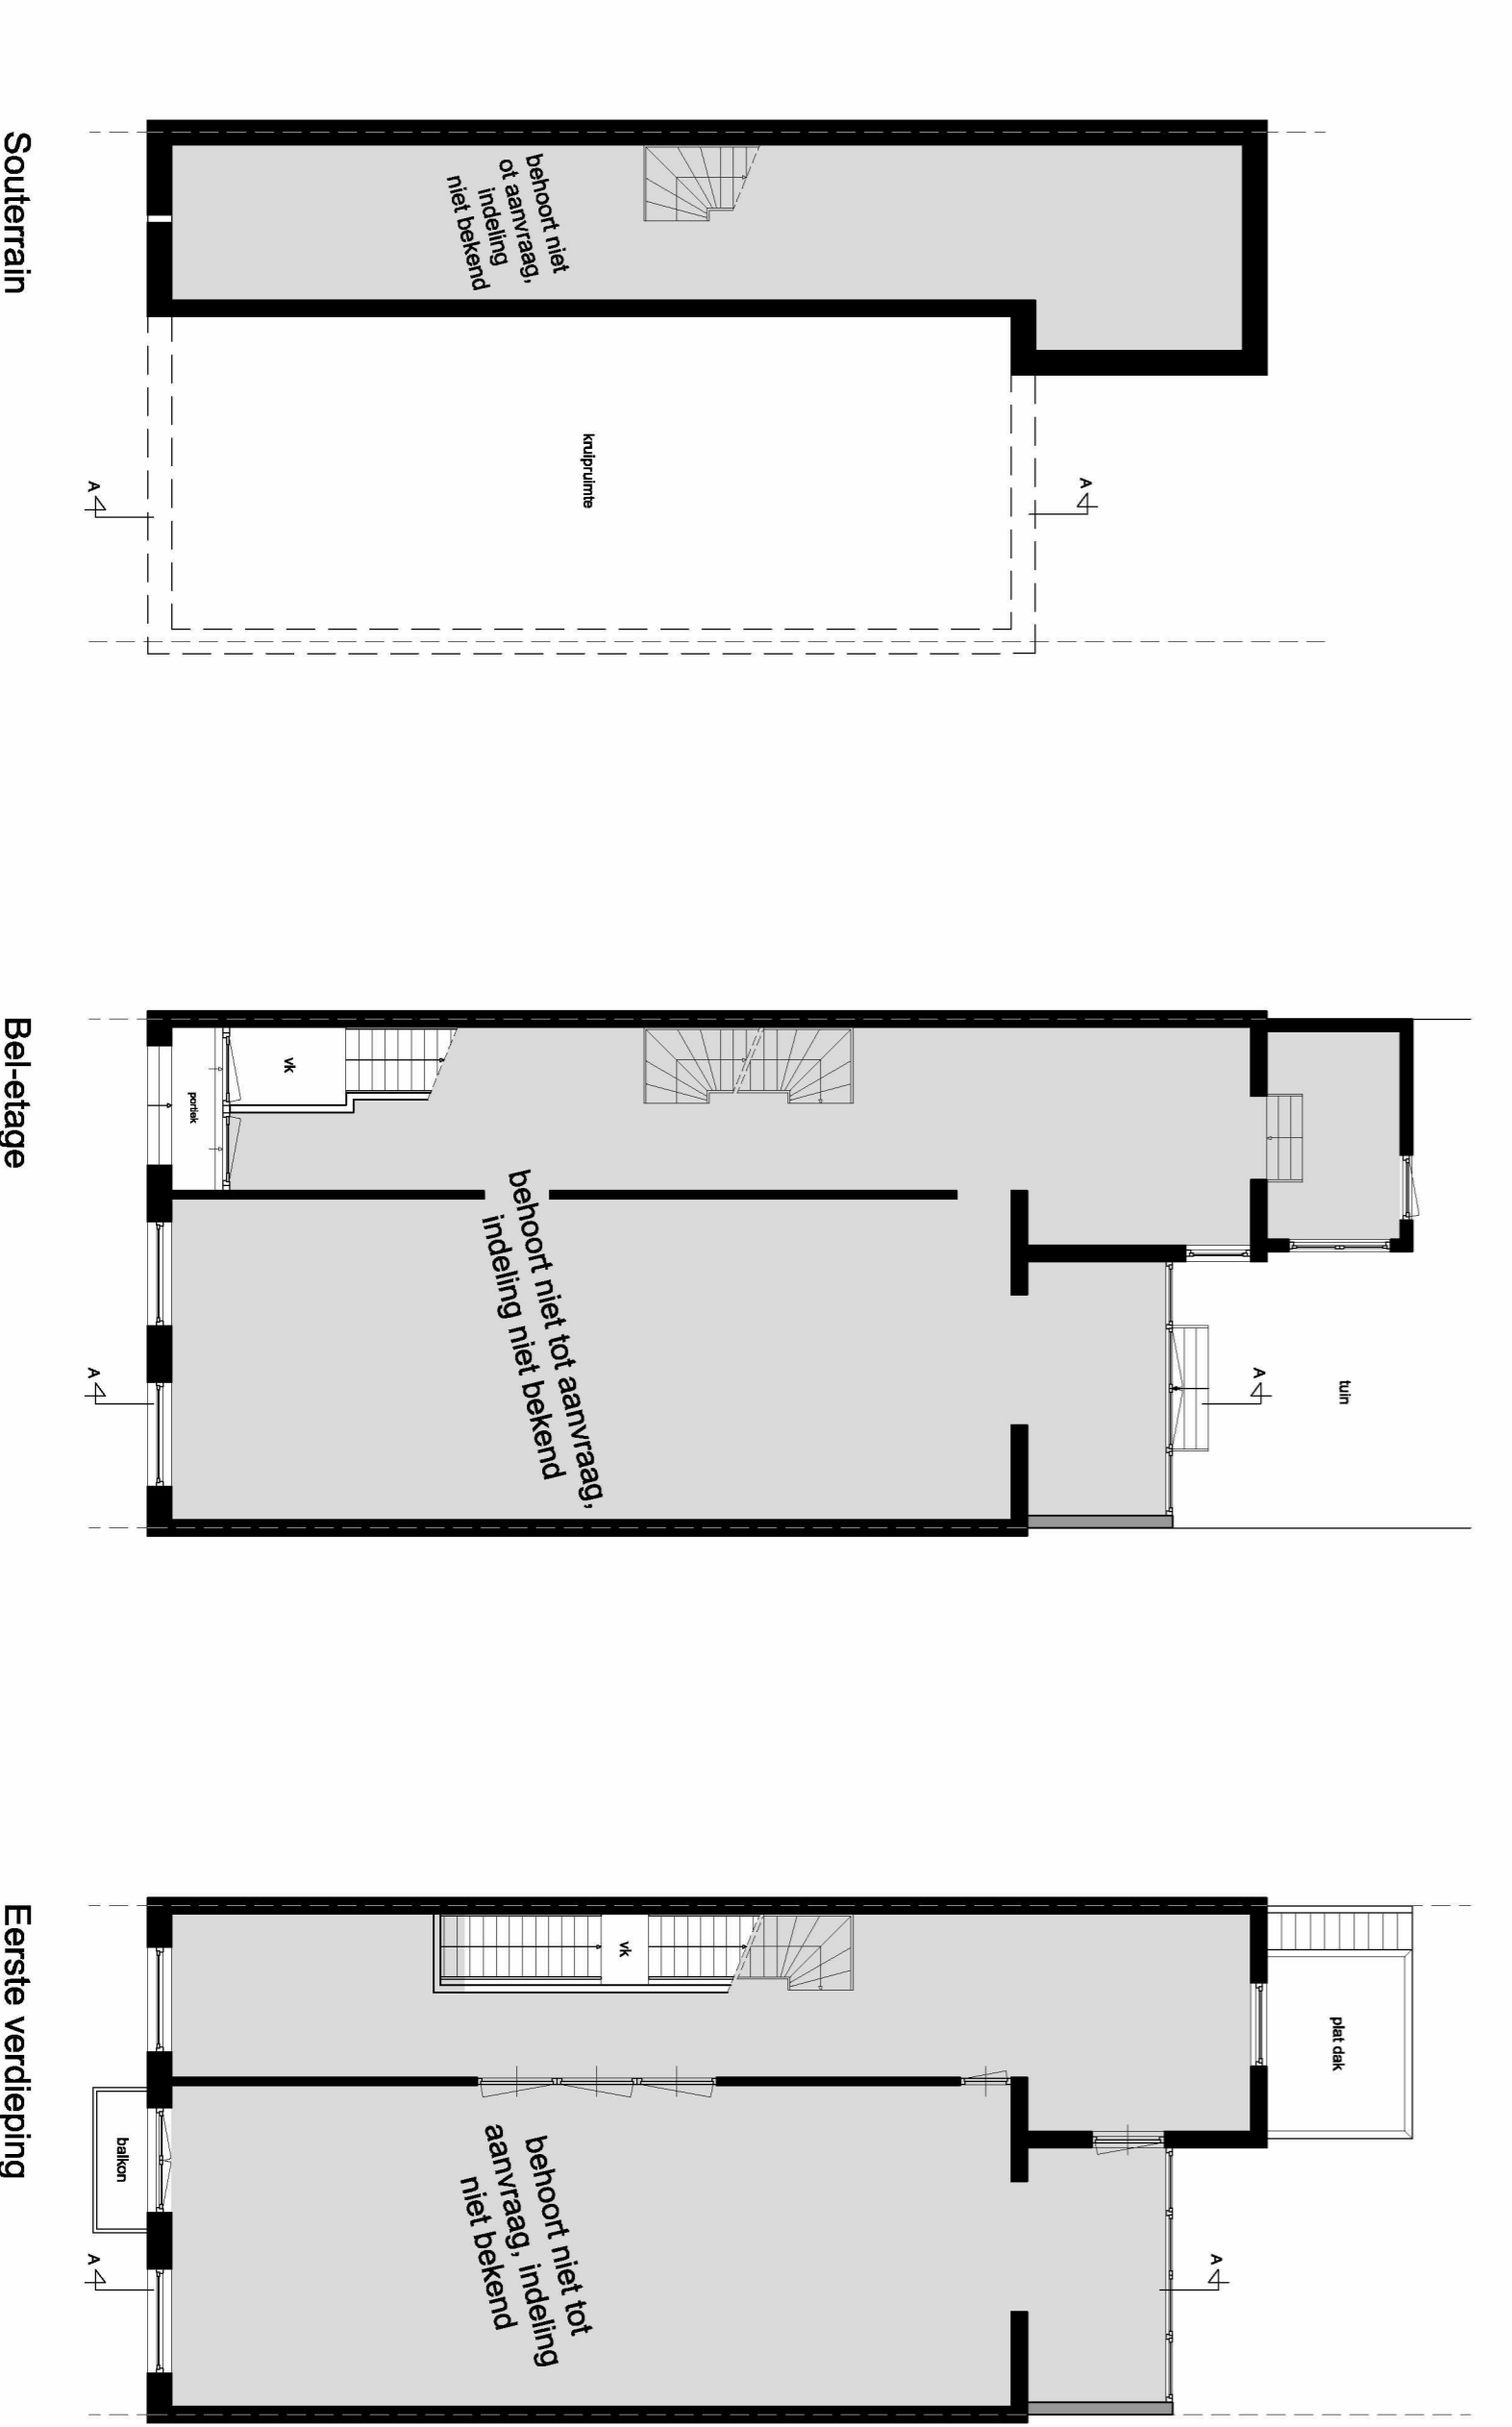 Souterrain
behoort niet
ot aanvraag,
indeling
niet bekend
kruipruimte
A
A
Bel-etage
vk
portiek
behoort niet tot aanvraag,
indeling niet bekend
tuin
A
A
Eerste verdieping
vk
plat dak
balkon
behoort niet tot
aanvraag, indeling
niet bekend
A
A